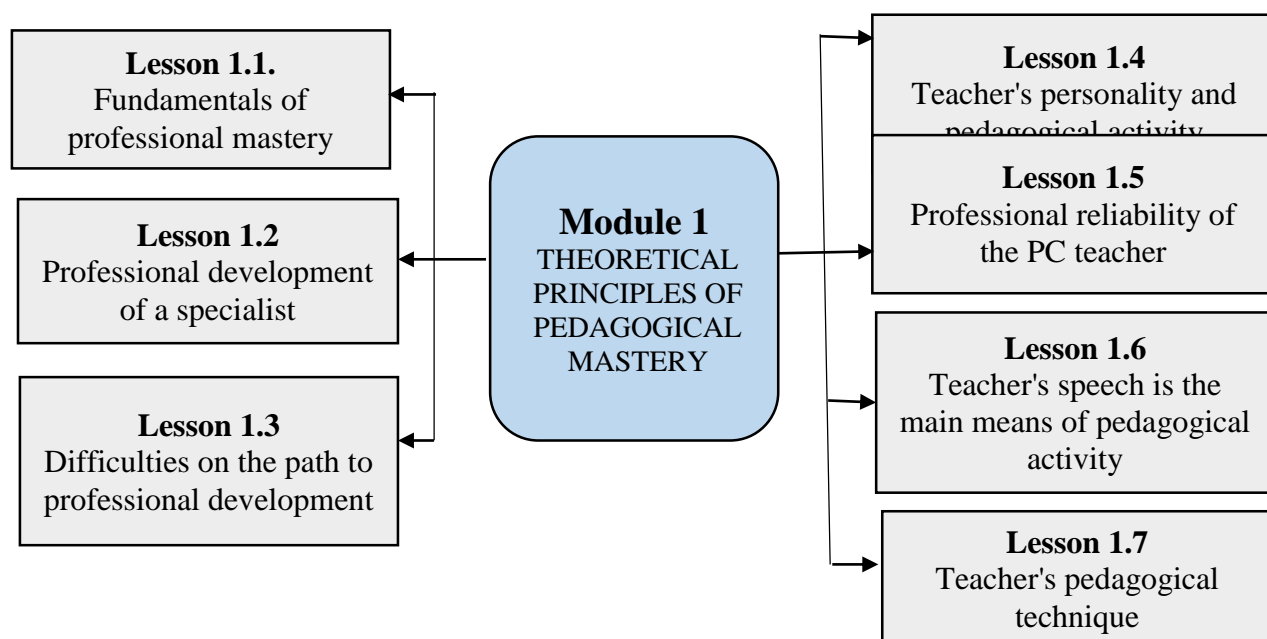 Lesson 1.1.
Fundamentals of
professional mastery
Lesson 1.2
Professional development
of a specialist
Lesson 1.3
Difficulties on the path to
professional development
Module 1
THEORETICAL
PRINCIPLES OF
PEDAGOGICAL
MASTERY
Lesson 1.4
Teacher's personality and
pedagogical activity
Lesson 1.5
Professional reliability of
the PC teacher
Lesson 1.6
Teacher's speech is the
main means of pedagogical
activity
Lesson 1.7
Teacher's pedagogical
technique